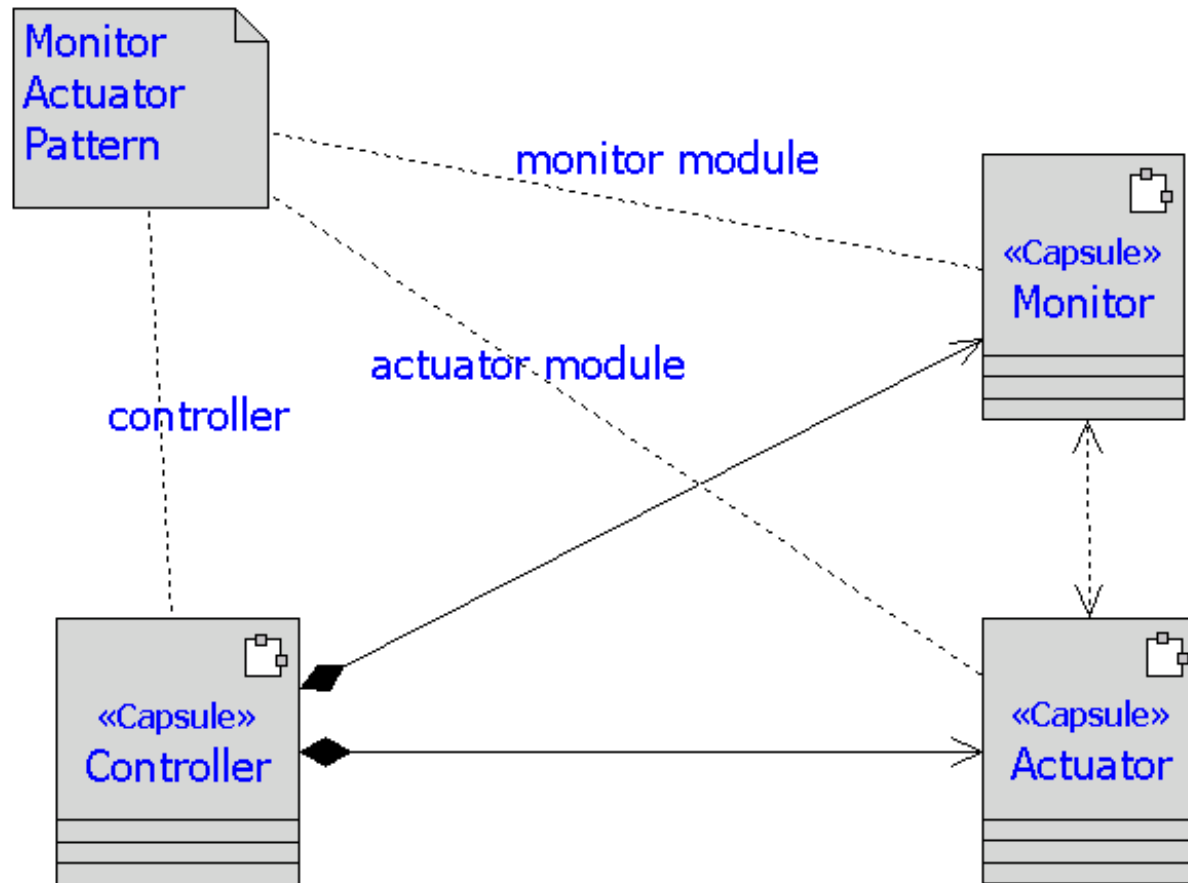 Monitor
Actuator
Pattern
monitor module
«Capsule»
Monitor
actuator module
controller
«Capsule»
Controller
«Capsule»
Actuator